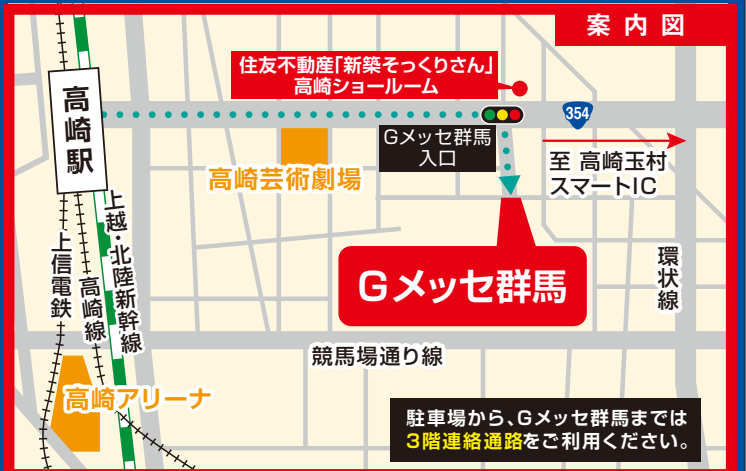 案内図
住友不動産「新築そっくりさん」
高崎ショールーム
高崎駅
354
Gメッセ群馬
入口
至 高崎玉村
スマートIC
高崎芸術劇場
Gメッセ群馬
環状線
上越・北陸新幹線
高崎線
上信電鉄
競馬場通り線
高崎アリーナ
駐車場から、Gメッセ群馬までは
3階連絡通路をご利用ください。